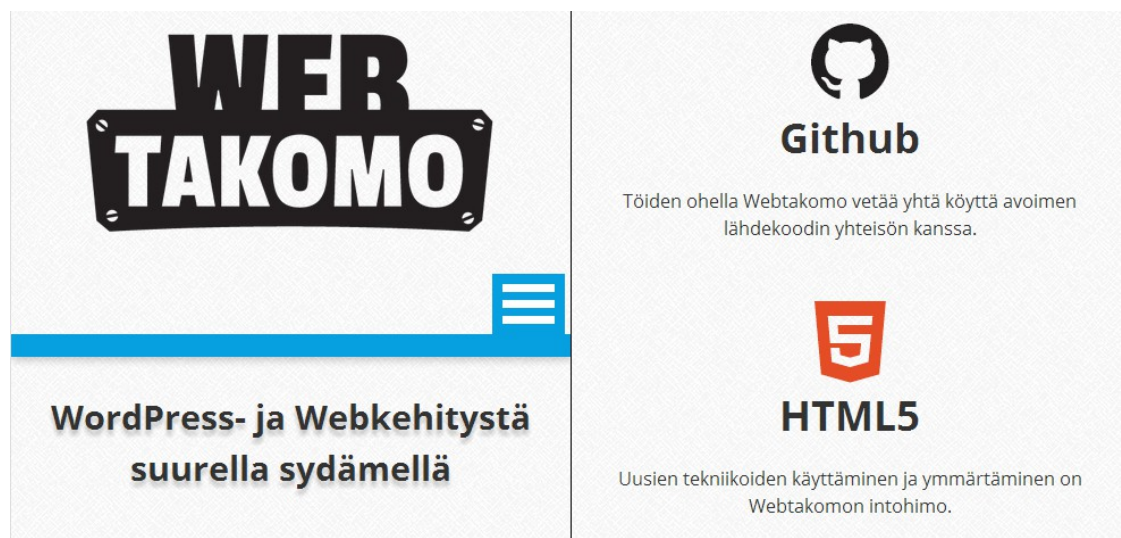 WEB
TAKOMO
WordPress- ja Webkehitystä
suurella sydämellä
Github
Töiden ohella Webtakomo vetää yhtä köyttä avoimen
lähdekoodin yhteisön kanssa.
5
HTML5
Uusien tekniikoiden käyttäminen ja ymmärtäminen on
Webtakomon intohimo.